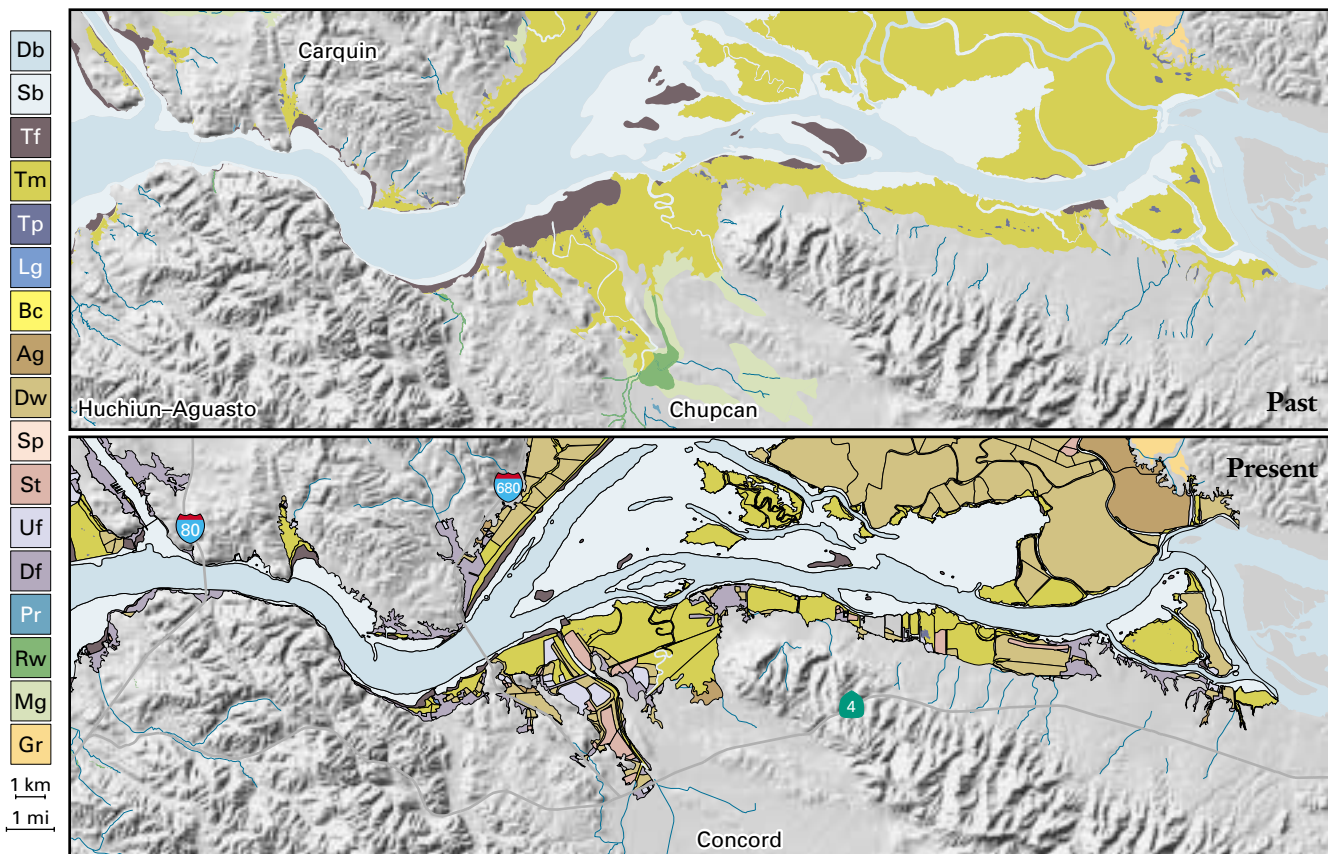 Db
Sb
Tf
Tm
Tp
Lg
Bc
Ag
Dw
Sp
St
Uf
Df
Pr
Rw
Mg
Gr
1 km
1 mi
Carquin
Huchiun–Aguasto
Chupcan
Past
Present
680
80
4
Concord